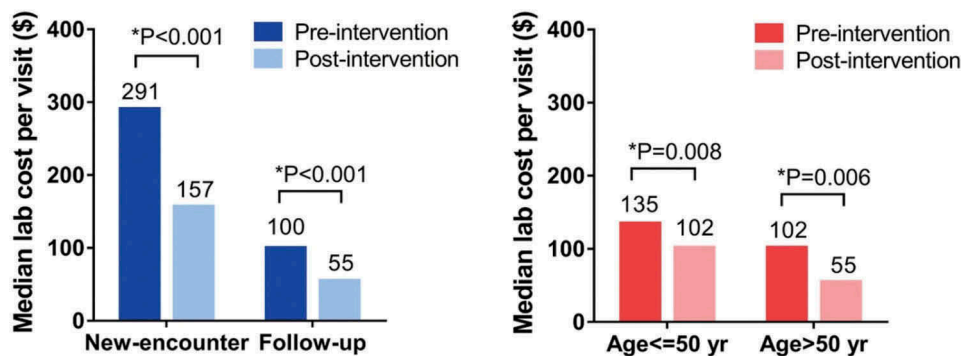 Median lab cost per visit ($)
400
300
200
100
0
Pre-intervention
Post-intervention
*P<0.001
291
157
*P<0.001
100
55
New-encounter
Follow-up
Median lab cost per visit ($)
400
300
200
100
0
Pre-intervention
Post-intervention
*P=0.008
135
102
*P=0.006
102
55
Age<=50 yr
Age>50 yr